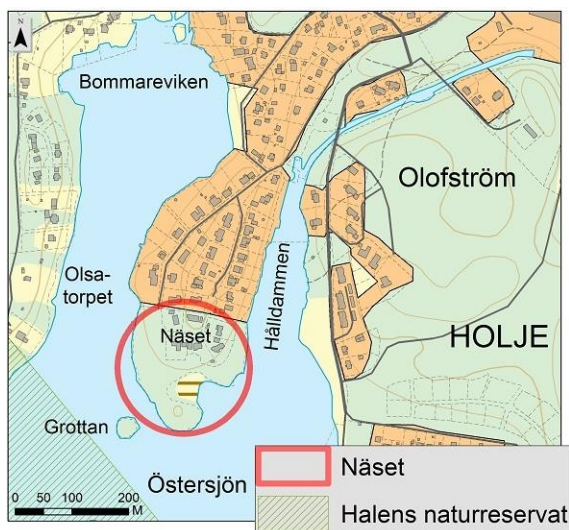 N
Bommareviken
Olofström
Olsa-
torpet
Hålldammen
HOLJE
Näset
Grottan
Östersjön
0 50 100 200
M
Näset
Halens naturreservat